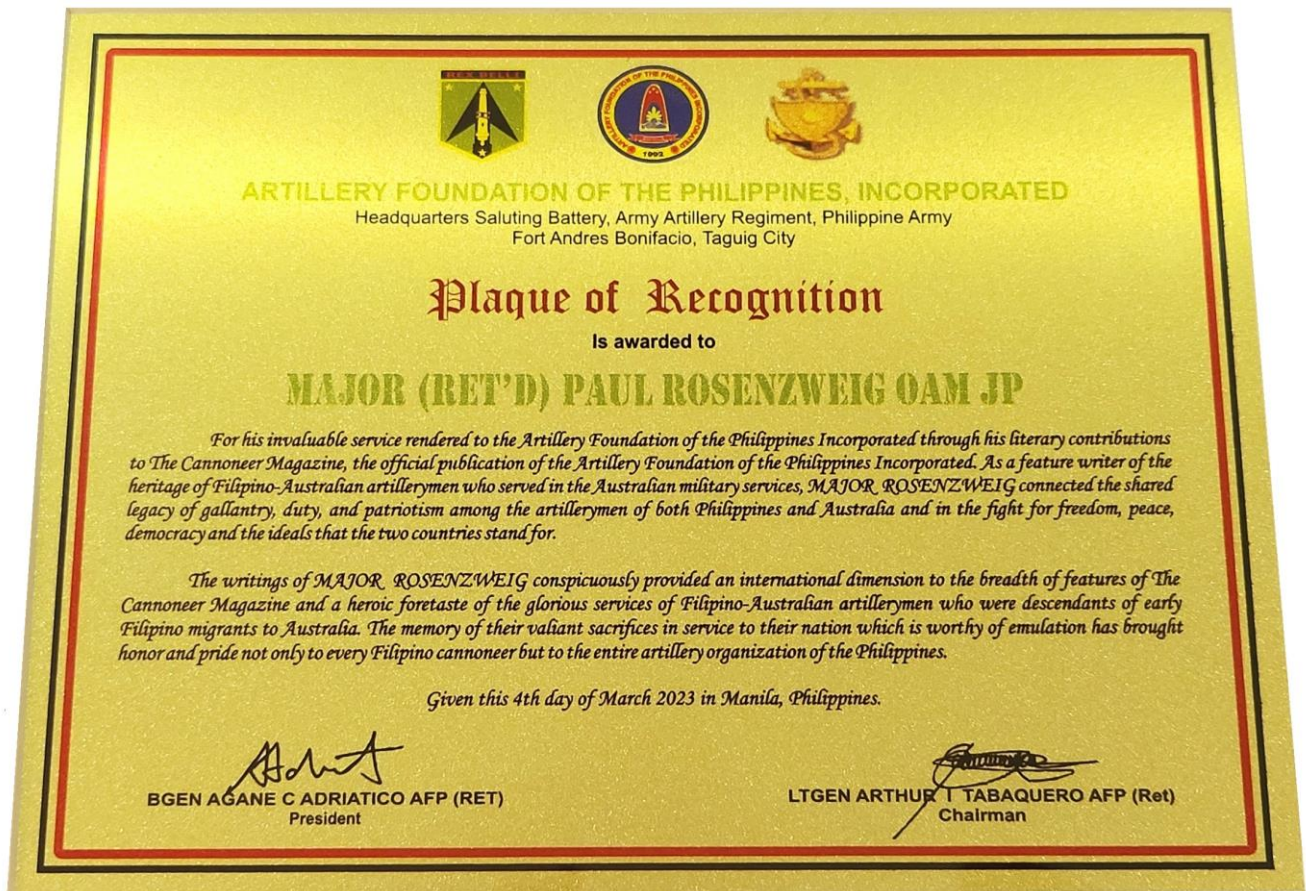 REX BELLI
ARTILLERY FOUNDATION OF THE PHILIPPINES INCORPORATED
1992
ARTILLERY FOUNDATION OF THE PHILIPPINES, INCORPORATED
Headquarters Saluting Battery, Army Artillery Regiment, Philippine Army
Fort Andres Bonifacio, Taguig City
Plaque of Recognition
Is awarded to
MAJOR (RET'D) PAUL ROSENZWEIG OAM JP
For his invaluable service rendered to the Artillery Foundation of the Philippines Incorporated through his literary contributions
to The Cannoneer Magazine, the official publication of the Artillery Foundation of the Philippines Incorporated. As a feature writer of the
heritage of Filipino-Australian artillerymen who served in the Australian military services, MAJOR ROSENZWEIG connected the shared
legacy of gallantry, duty, and patriotism among the artillerymen of both Philippines and Australia and in the fight for freedom, peace,
democracy and the ideals that the two countries stand for.
The writings of MAJOR ROSENZWEIG conspicuously provided an international dimension to the breadth of features of The
Cannoneer Magazine and a heroic foretaste of the glorious services of Filipino-Australian artillerymen who were descendants of early
Filipino migrants to Australia. The memory of their valiant sacrifices in service to their nation which is worthy of emulation has brought
honor and pride not only to every Filipino cannoneer but to the entire artillery organization of the Philippines.
Given this 4th day of March 2023 in Manila, Philippines.
BGEN AGANE C ADRIATICO AFP (RET)
President
LTGEN ARTHUR I TABAQUERO AFP (Ret)
Chairman